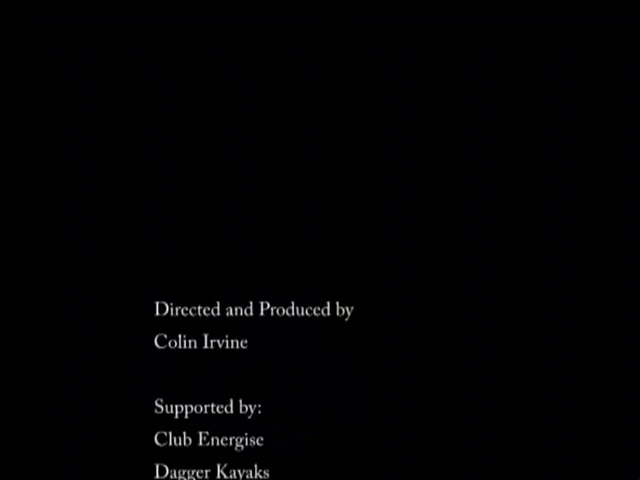 Directed and Produced by
Colin Irvine
Supported by:
Club Energise
Dagger Kayaks